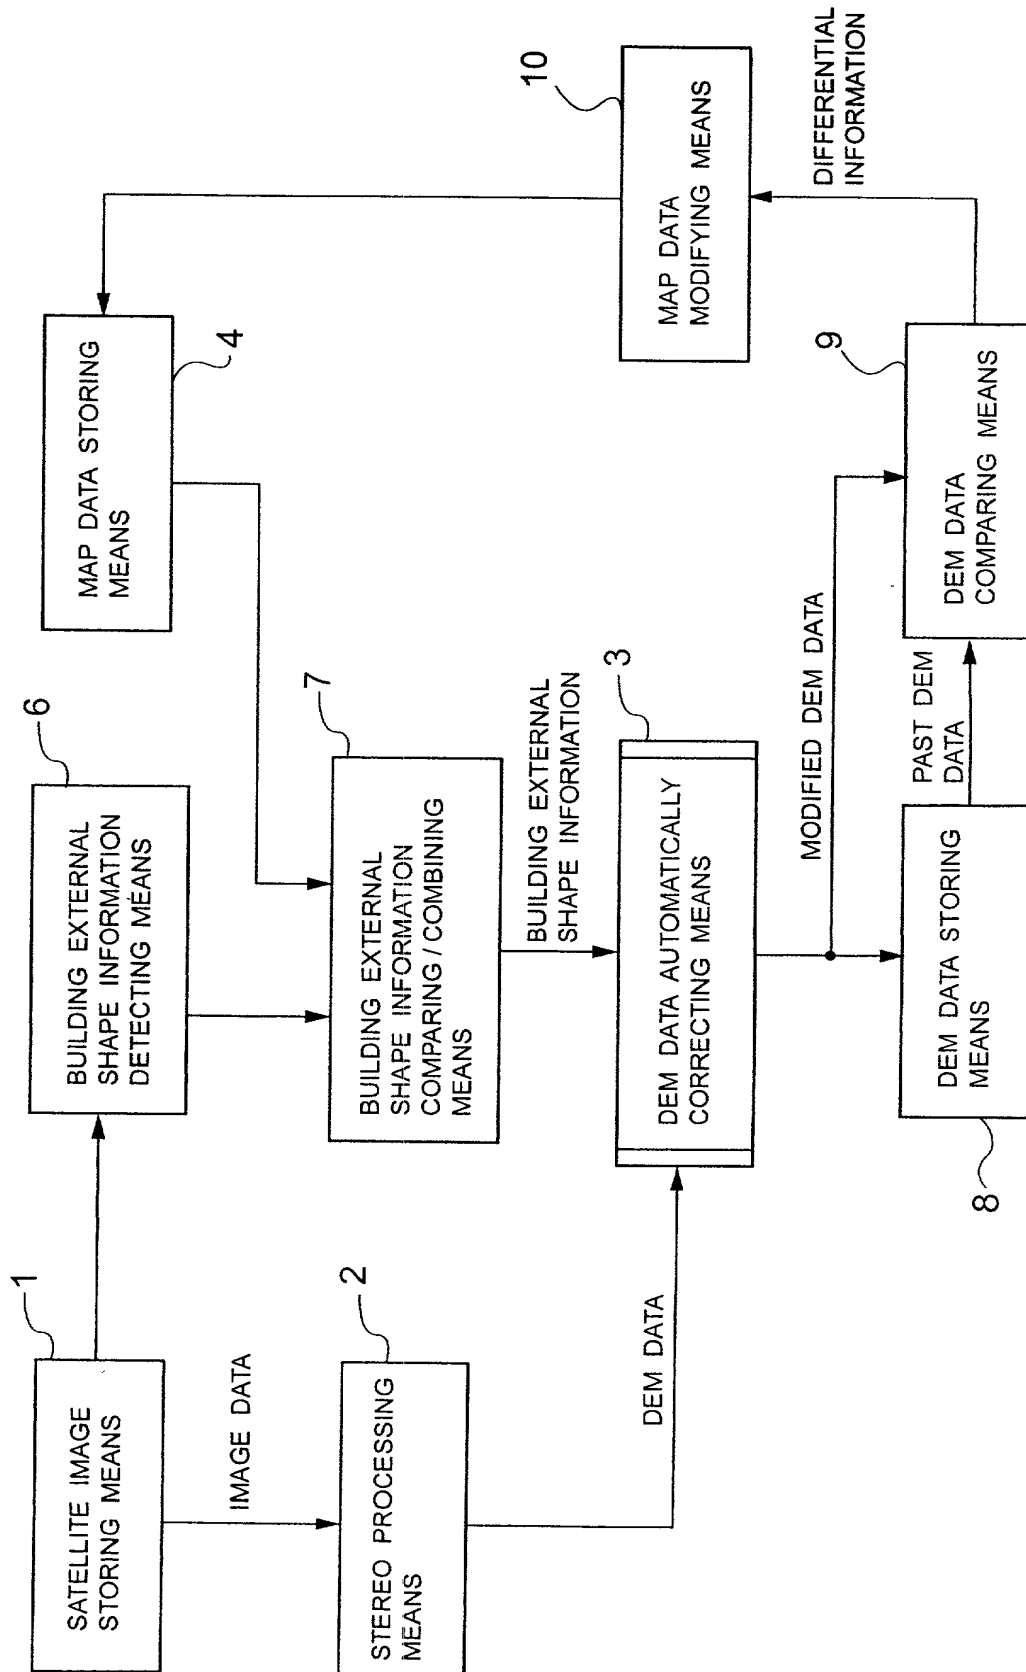 1
SATELLITE IMAGE
STORING MEANS
6
BUILDING EXTERNAL
SHAPE INFORMATION
DETECTING MEANS
4
MAP DATA STORING
MEANS
IMAGE DATA
2
STEREO PROCESSING
MEANS
7
BUILDING EXTERNAL
SHAPE INFORMATION
COMPARING / COMBINING
MEANS
10
MAP DATA
MODIFYING MEANS
BUILDING EXTERNAL
SHAPE INFORMATION
3
DEM DATA AUTOMATICALLY
CORRECTING MEANS
DEM DATA
DIFFERENTIAL
INFORMATION
MODIFIED DEM DATA
8
DEM DATA STORING
MEANS
PAST DEM
DATA
9
DEM DATA
COMPARING MEANS